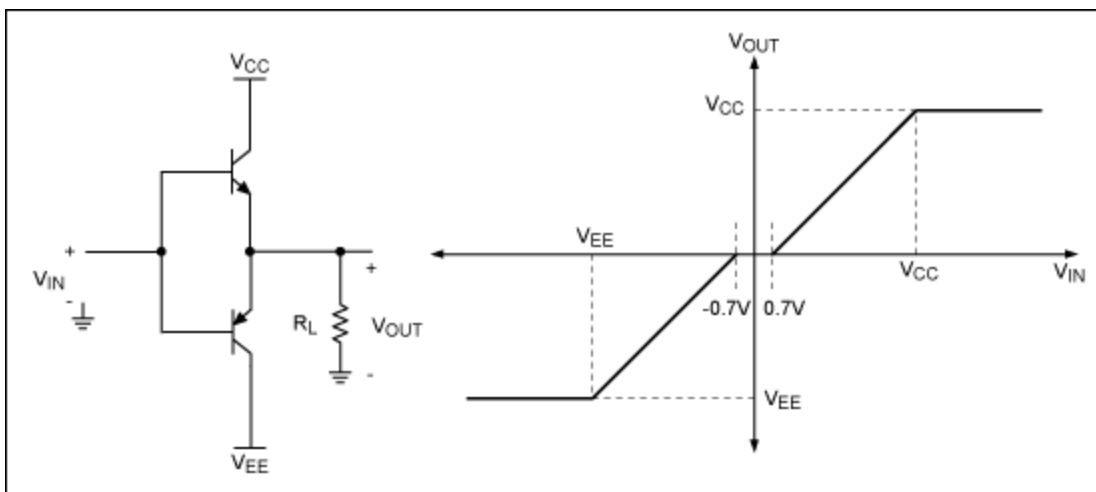 VCC
+
VIN
-
RL
+
VOUT
-
VEE
VOUT
VCC
VEE
-0.7V
0.7V
VCC
VIN
VEE